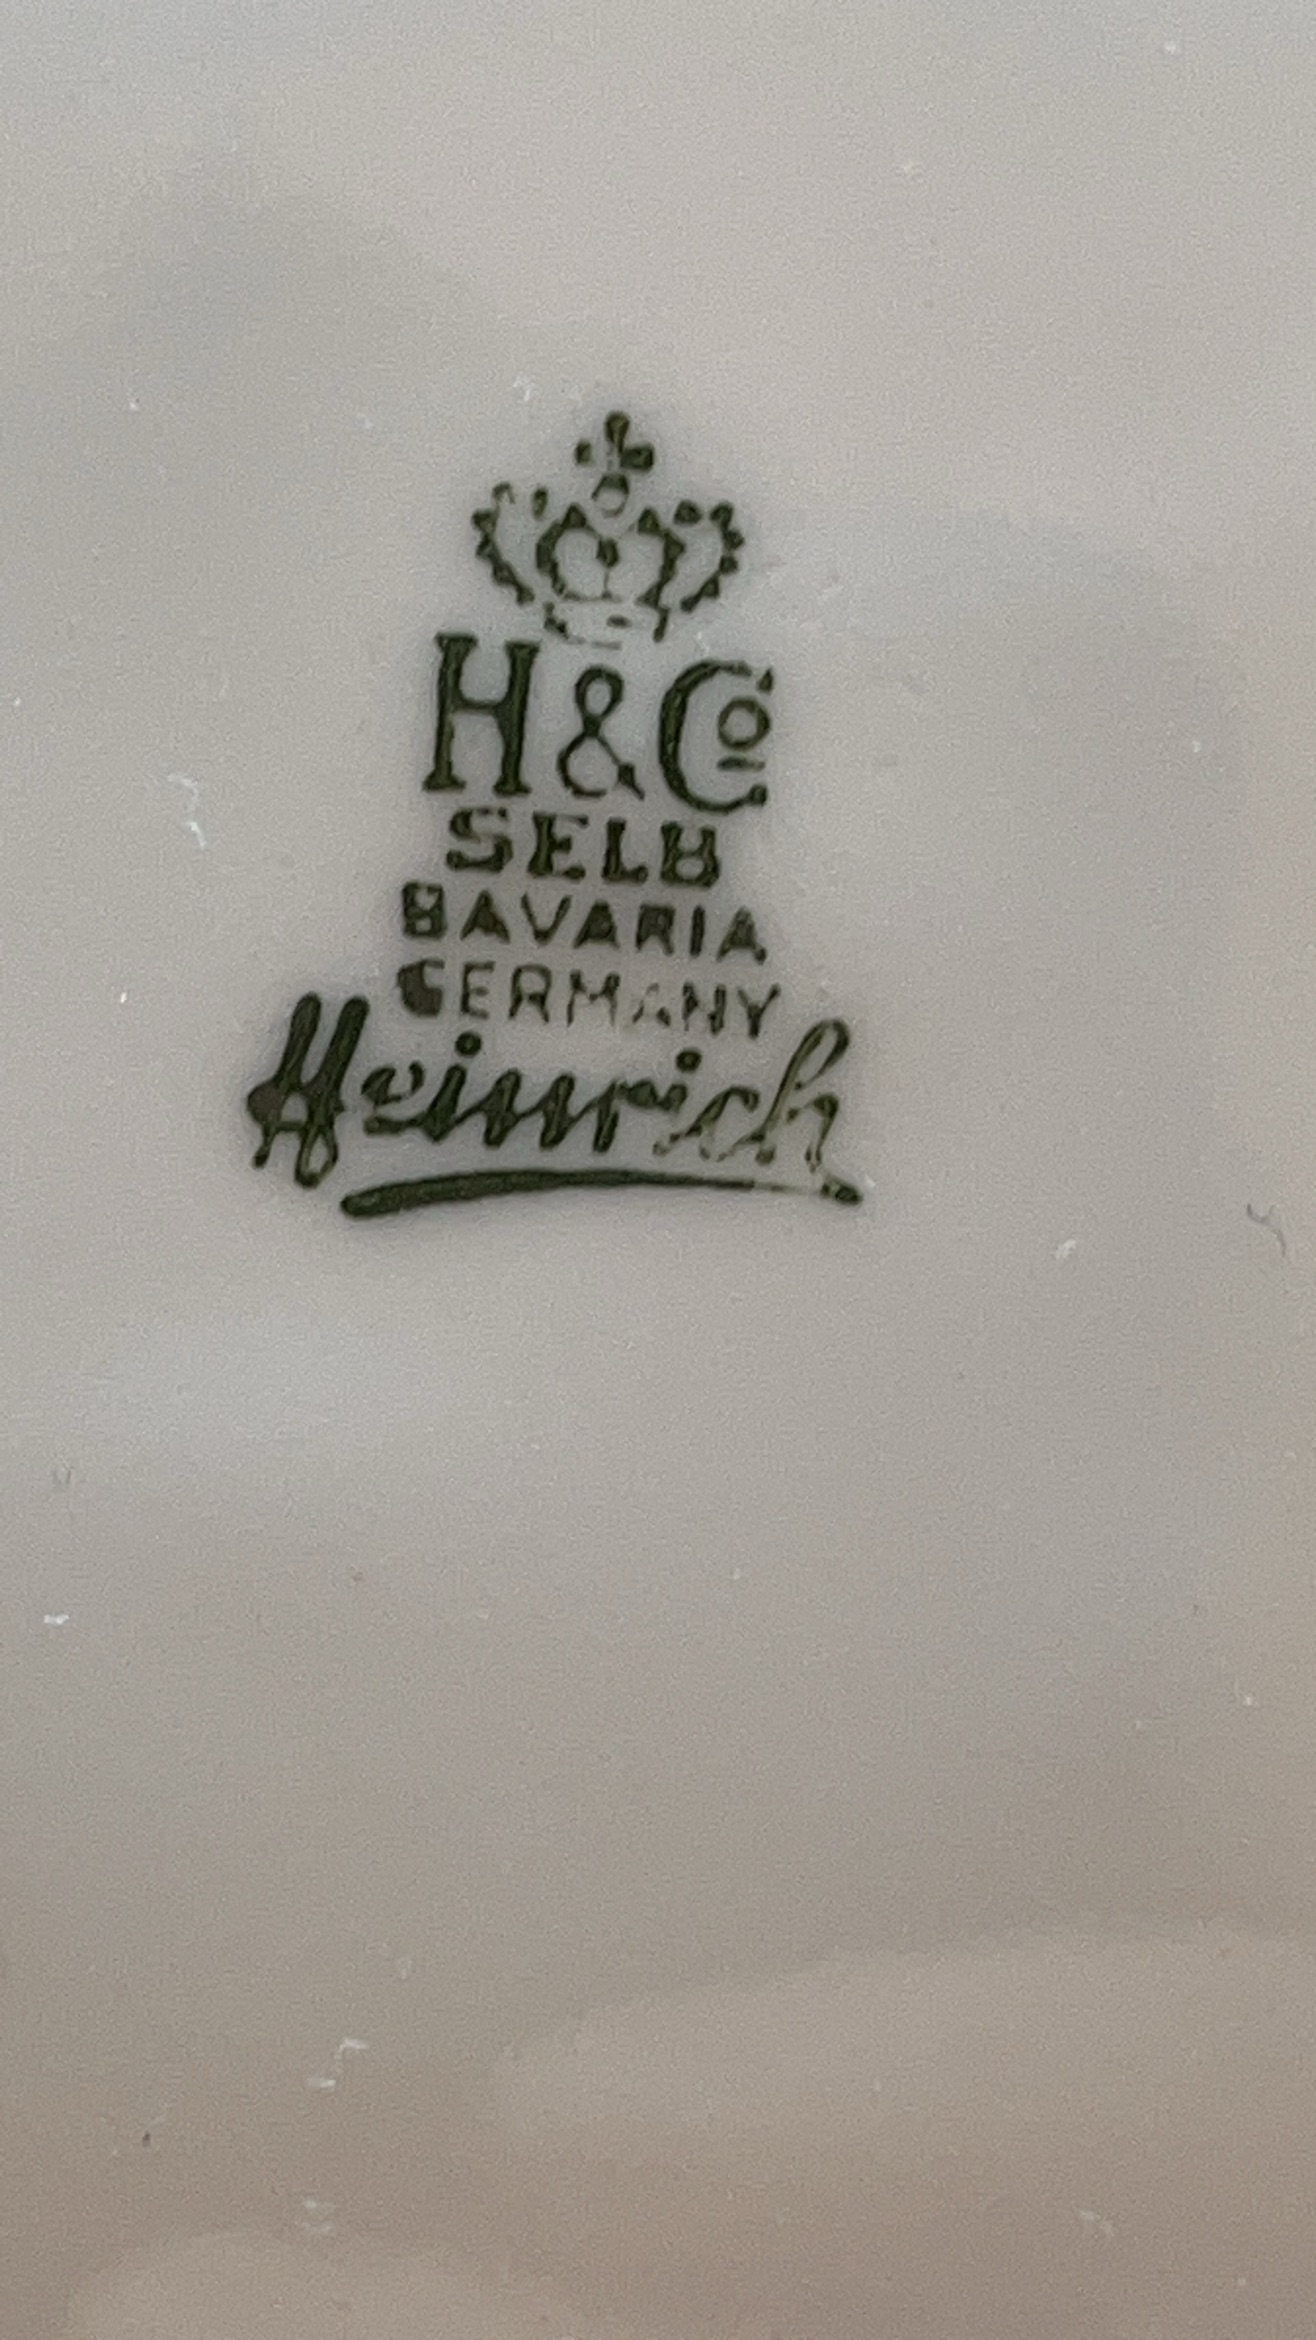 H & Co
SELB
BAVARIA
GERMANY
Heinrich